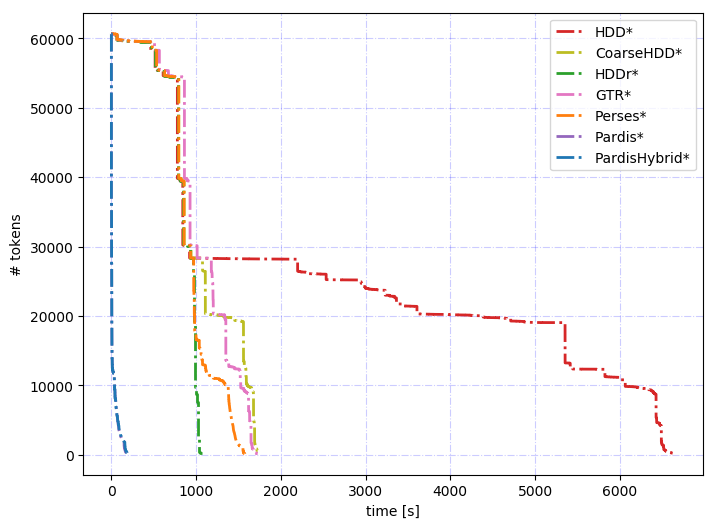 HDD*
CoarseHDD*
HDDr*
GTR*
Perses*
Pardis*
PardisHybrid*
60000
50000
40000
30000
20000
10000
0
# tokens
0 1000 2000 3000 4000 5000 6000
time [s]